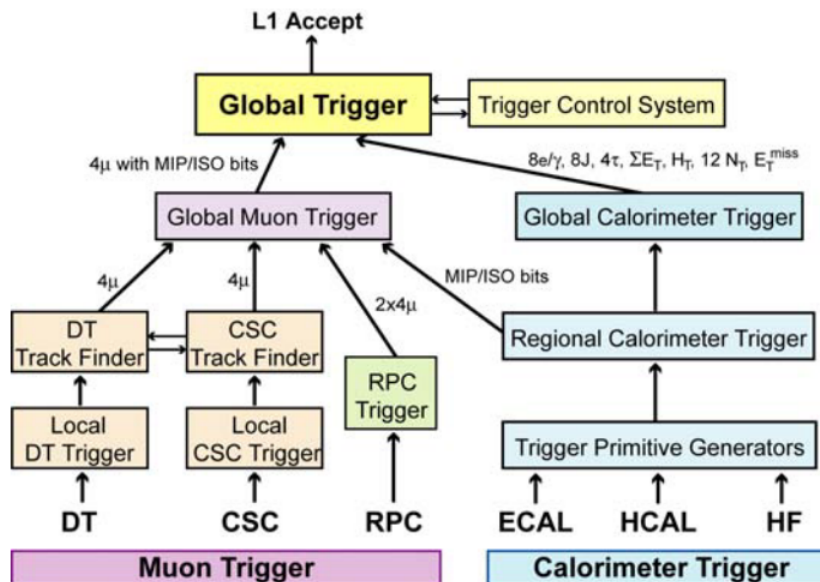 L1 Accept
Global Trigger
Trigger Control System
4μ with MIP/ISO bits
8e/γ, 8J, 4τ, ΣE_T, H_T, 12 N_T, E_T^miss
Global Muon Trigger
Global Calorimeter Trigger
4μ
4μ
2x4μ
MIP/ISO bits
DT
Track Finder
CSC
Track Finder
Regional Calorimeter Trigger
RPC
Trigger
Local
DT Trigger
Local
CSC Trigger
Trigger Primitive Generators
DT
CSC
RPC
ECAL
HCAL
HF
Muon Trigger
Calorimeter Trigger